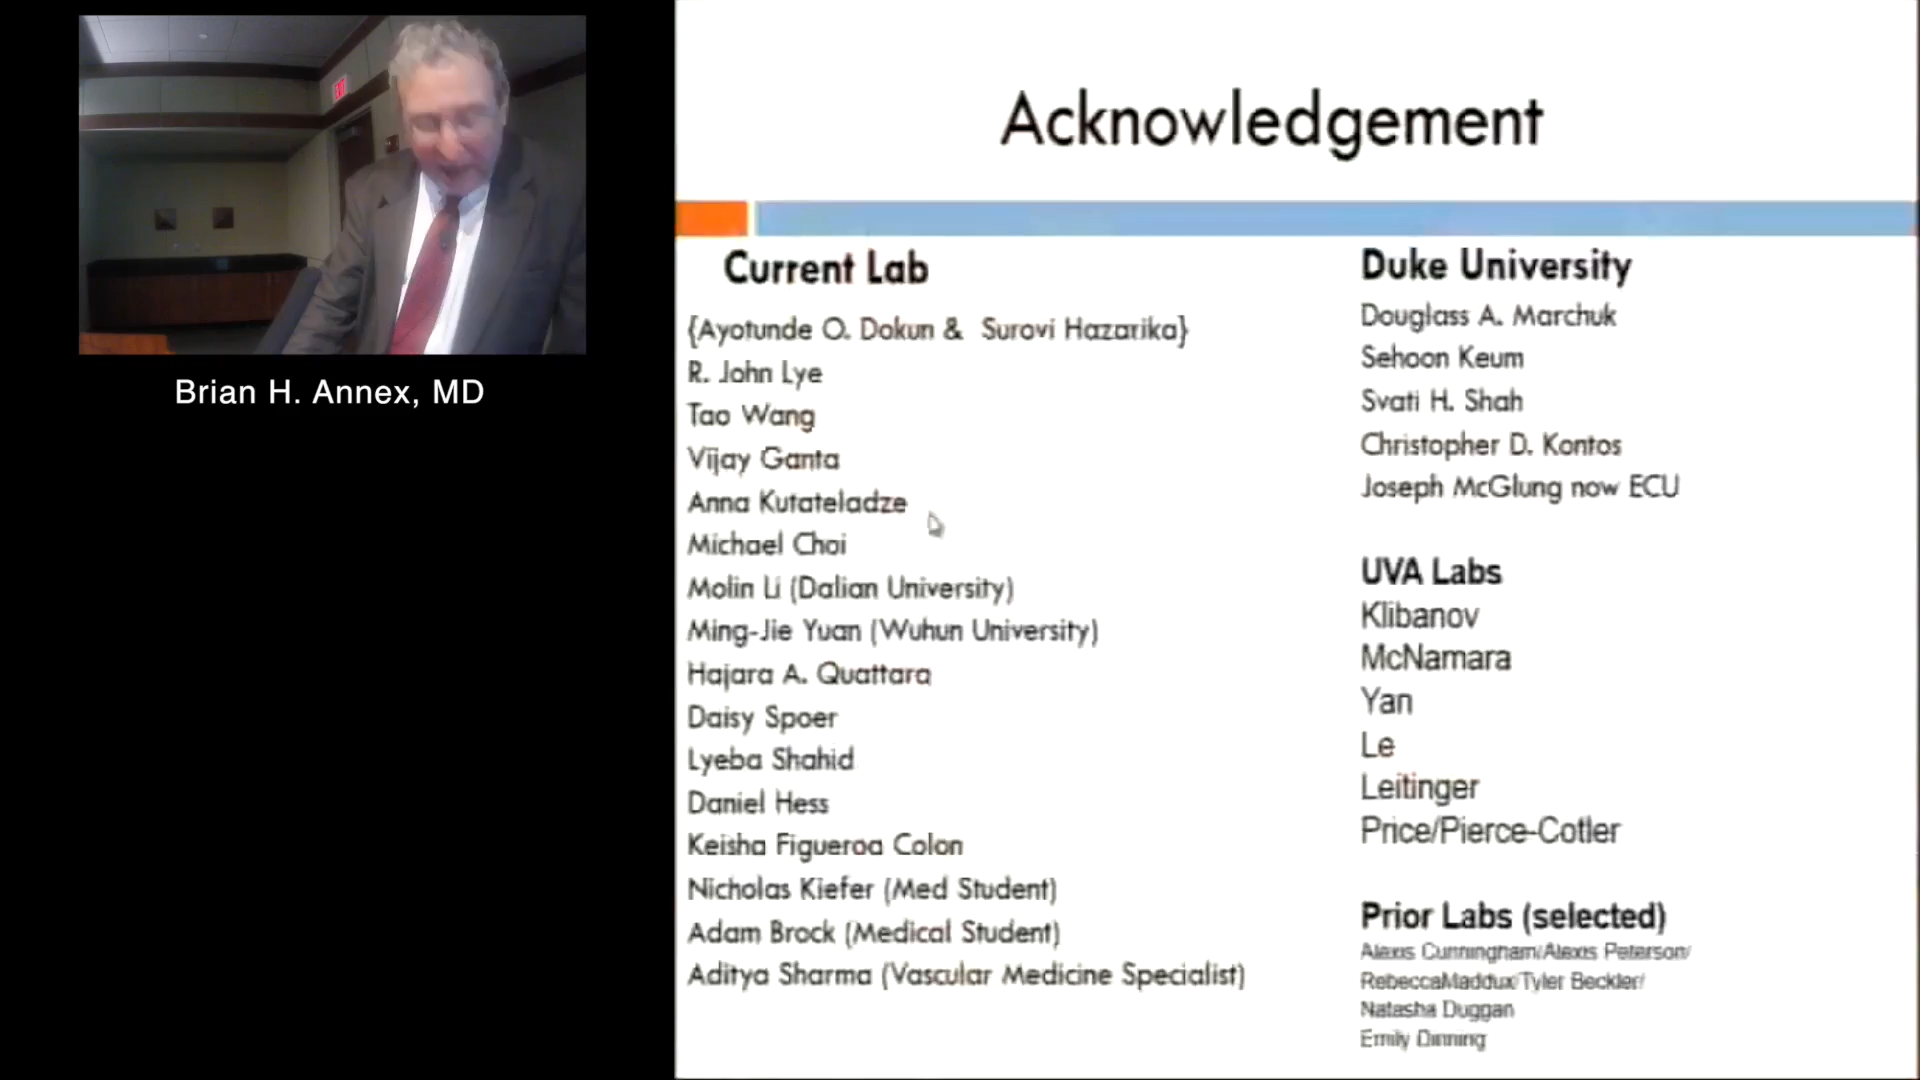 EXIT
Brian H. Annex, MD
Acknowledgement
Current Lab
{Ayotunde O. Dokun & Surovi Hazarika}
R. John Lye
Tao Wang
Vijay Ganta
Anna Kutateladze
Michael Choi
Molin Li (Dalian University)
Ming-Jie Yuan (Wuhun University)
Hajara A. Quattara
Daisy Spoer
Lyeba Shahid
Daniel Hess
Keisha Figueroa Colon
Nicholas Kiefer (Med Student)
Adam Brock (Medical Student)
Aditya Sharma (Vascular Medicine Specialist)
Duke University
Douglass A. Marchuk
Sehoon Keum
Svati H. Shah
Christopher D. Kontos
Joseph McGlung now ECU
UVA Labs
Klibanov
McNamara
Yan
Le
Leitinger
Price/Pierce-Cotler
Prior Labs (selected)
Alexis Cunningham/Alexis Peterson/
RebeccaMaddux/Tyler Beckler/
Natasha Duggan
Emily Dinning